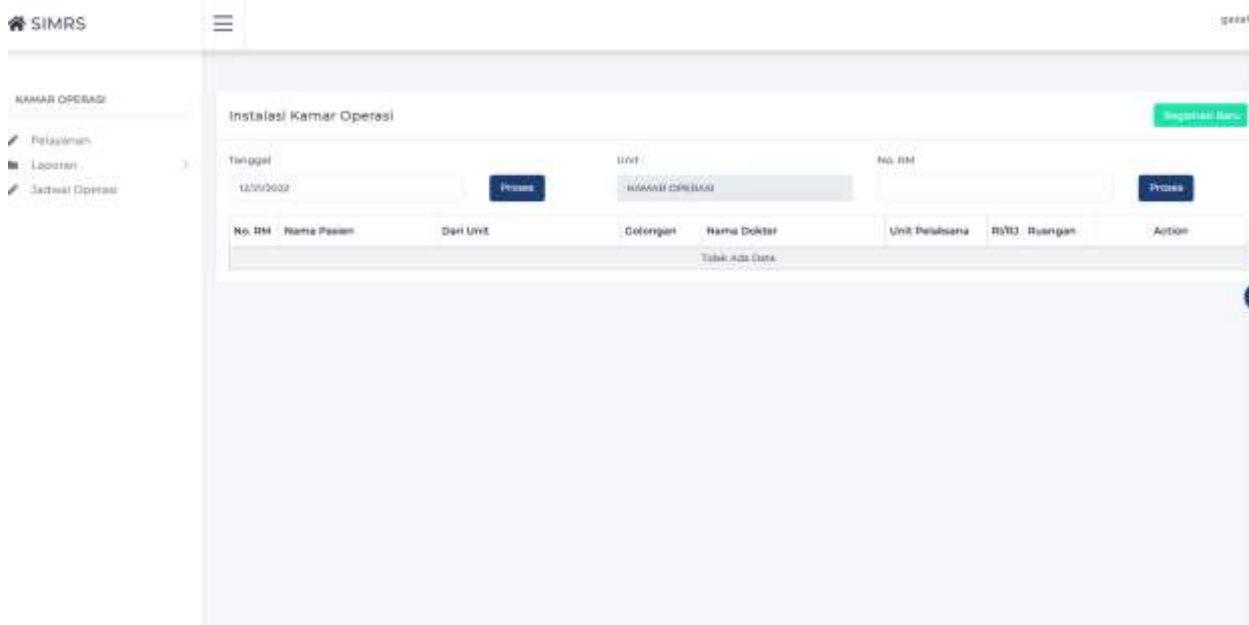 SIMRS
KAMAR OPERASI
Pelayanan
Laporan
Jadwal Operasi
Instalasi Kamar Operasi
Registrasi Baru
Tanggal
Unit
No. RM
Proses
KAMAR OPERASI
Proses
No. RM Nama Pasien Dari Unit Golongan Nama Dokter Unit Pelaksana RI/RJ Ruangan Action
Tidak Ada Data